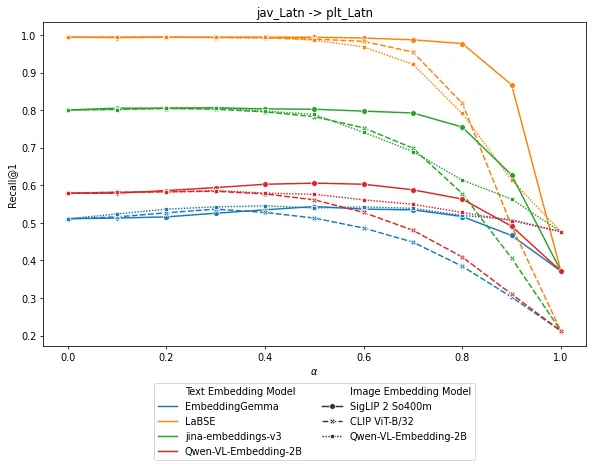 jav_Latn -> plt_Latn
Recall@1
1.0
0.9
0.8
0.7
0.6
0.5
0.4
0.3
0.2
0.0 0.2 0.4 0.6 0.8 1.0
α
Text Embedding Model
EmbeddingGemma
LaBSE
jina-embeddings-v3
Qwen-VL-Embedding-2B
Image Embedding Model
SigLIP 2 So400m
CLIP ViT-B/32
Qwen-VL-Embedding-2B